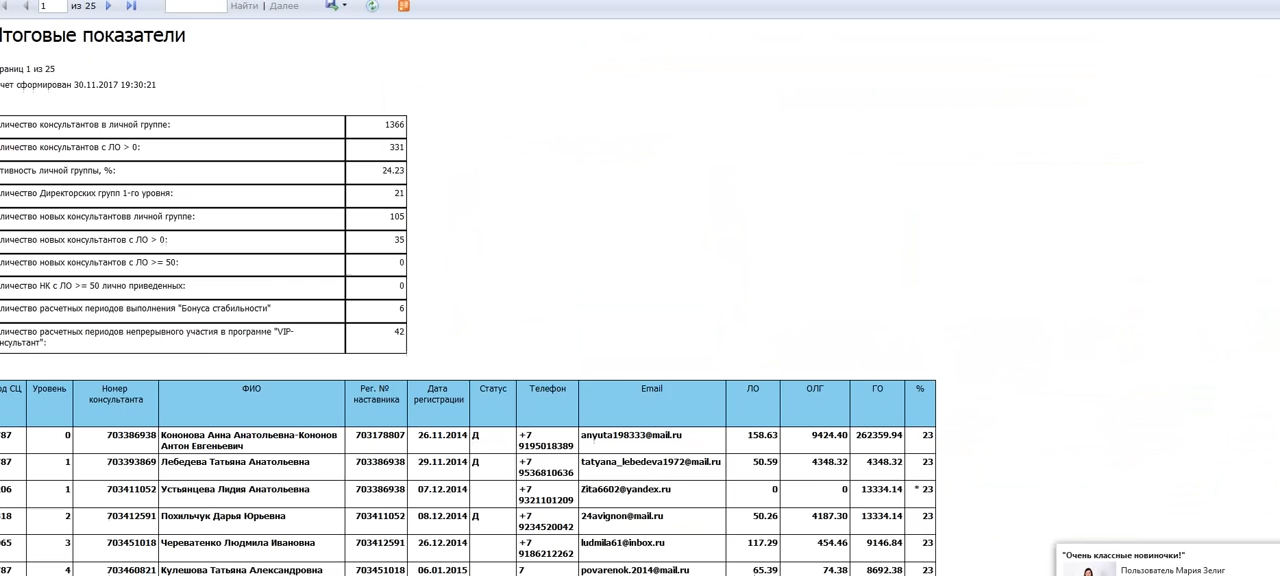 1 из 25 Найти | Далее
тоговые показатели
раниц 1 из 25
чет сформирован 30.11.2017 19:30:21
личество консультантов в личной группе: 1366
личество консультантов с ЛО > 0: 331
тивность личной группы, %: 24.23
личество Директорских групп 1-го уровня: 21
личество новых консультантовв личной группе: 105
личество новых консультантов с ЛО > 0: 35
личество новых консультантов с ЛО >= 50: 0
личество НК с ЛО >= 50 лично приведенных: 0
личество расчетных периодов выполнения "Бонуса стабильности" 6
личество расчетных периодов непрерывного участия в программе "VIP- 42
нсультант":
од СЦ Уровень Номер ФИО Рег. № Дата Статус Телефон Email ЛО ОЛГ ГО %
консультанта наставника регистрации
787 0 703386938 Кононова Анна Анатольевна-Кононов 703178807 26.11.2014 Д +7 anyuta198333@mail.ru 158.63 9424.40 262359.94 23
Антон Евгеньевич 9195018389
787 1 703393869 Лебедева Татьяна Анатольевна 703386938 29.11.2014 Д +7 tatyana_lebedeva1972@mail.ru 50.59 4348.32 4348.32 23
9536810636
06 1 703411052 Устьянцева Лидия Анатольевна 703386938 07.12.2014 +7 Zita6602@yandex.ru 0 0 13334.14 * 23
9321101209
18 2 703412591 Похильчук Дарья Юрьевна 703411052 08.12.2014 Д +7 24avignon@mail.ru 50.26 4187.30 13334.14 23
9234520042
65 3 703451018 Череватенко Людмила Ивановна 703412591 26.12.2014 +7 ludmila61@inbox.ru 117.29 454.46 9146.84 23
9186212262
787 4 703460821 Кулешова Татьяна Александровна 703451018 06.01.2015 7 povarenok.2014@mail.ru 65.39 74.38 8692.38 23
"Очень классные новиночки!"
Пользователь Мария Зелиг